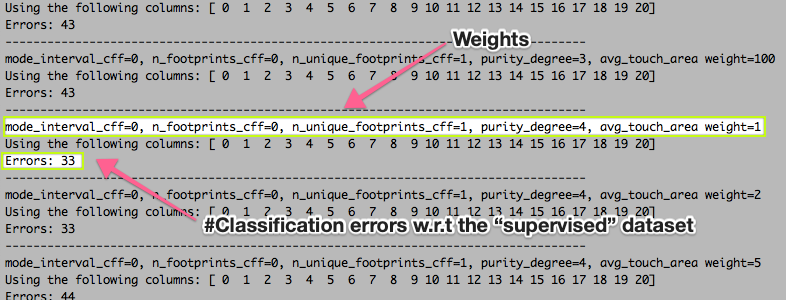 Using the following columns: [ 0 1 2 3 4 5 6 7 8 9 10 11 12 13 14 15 16 17 18 19 20]
Errors: 43
--------------------------------------------------------------------------------
Weights
mode_interval_cff=0, n_footprints_cff=0, n_unique_footprints_cff=1, purity_degree=3, avg_touch_area weight=100
Using the following columns: [ 0 1 2 3 4 5 6 7 8 9 10 11 12 13 14 15 16 17 18 19 20]
Errors: 43
--------------------------------------------------------------------------------
mode_interval_cff=0, n_footprints_cff=0, n_unique_footprints_cff=1, purity_degree=4, avg_touch_area weight=1
Using the following columns: [ 0 1 2 3 4 5 6 7 8 9 10 11 12 13 14 15 16 17 18 19 20]
Errors: 33
--------------------------------------------------------------------------------
mode_interval_cff=0, n_footprints_cff=0, n_unique_footprints_cff=1, purity_degree=4, avg_touch_area weight=2
Using the following columns: [ 0 1 2 3 4 5 6 7 8 9 10 11 12 13 14 15 16 17 18 19 20]
Errors: 33
#Classification errors w.r.t the “supervised” dataset
--------------------------------------------------------------------------------
mode_interval_cff=0, n_footprints_cff=0, n_unique_footprints_cff=1, purity_degree=4, avg_touch_area weight=5
Using the following columns: [ 0 1 2 3 4 5 6 7 8 9 10 11 12 13 14 15 16 17 18 19 20]
Errors: 44